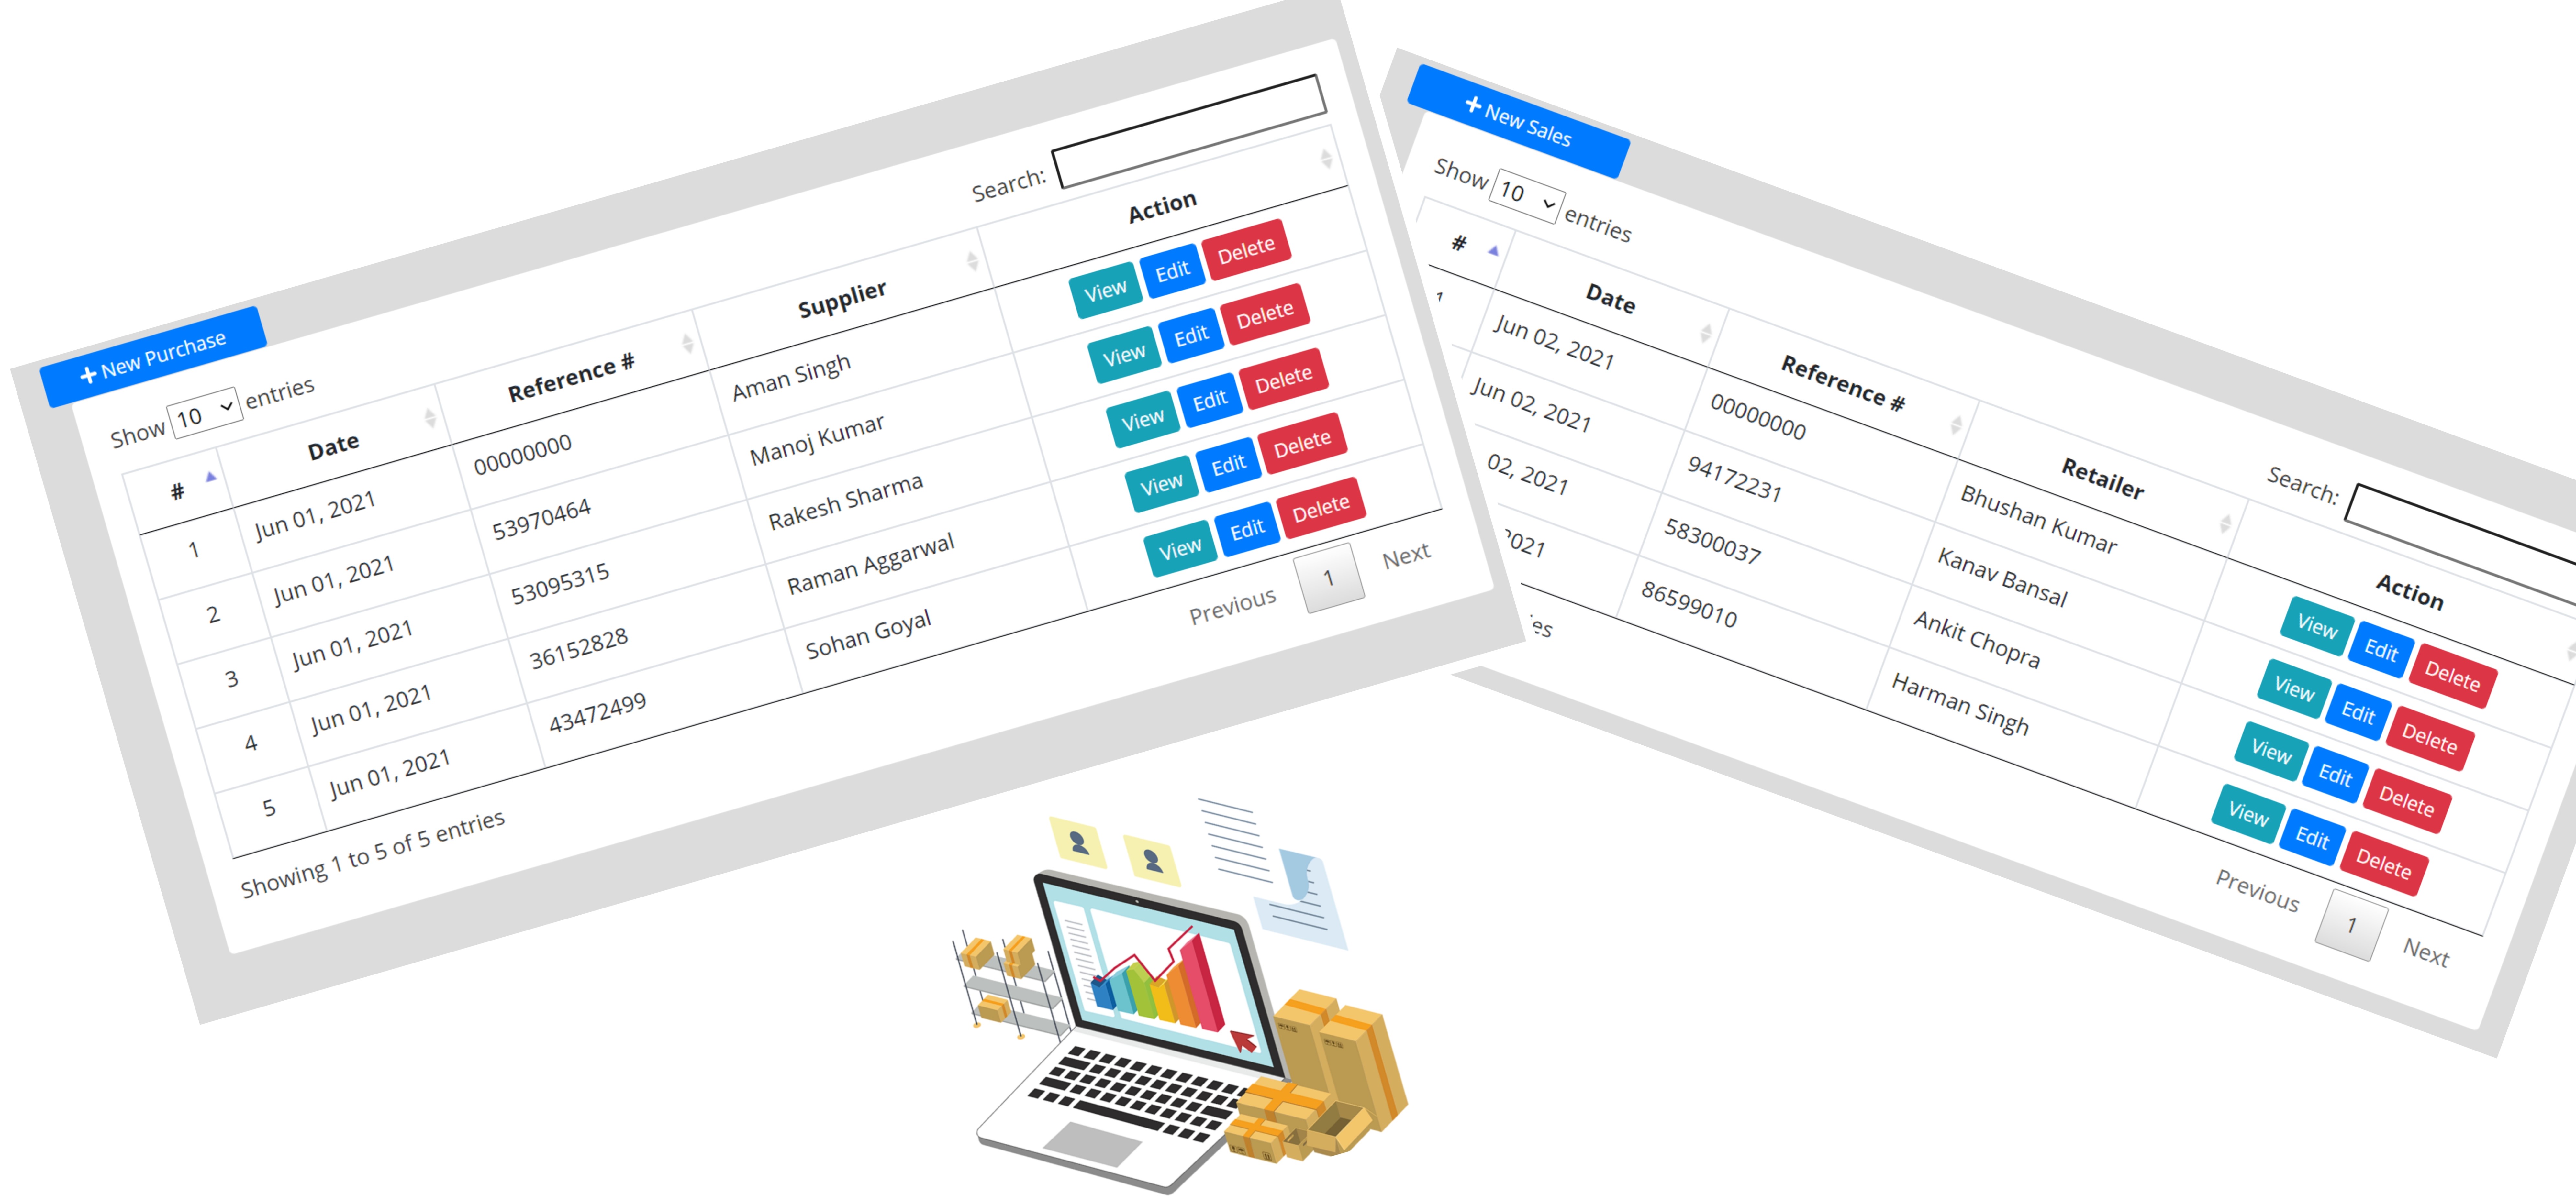 New Purchase
Show 10 entries
Search:
# Date Reference # Supplier Action
1 Jun 01, 2021 00000000 Aman Singh View Edit Delete
2 Jun 01, 2021 53970464 Manoj Kumar View Edit Delete
3 Jun 01, 2021 53095315 Rakesh Sharma View Edit Delete
4 Jun 01, 2021 36152828 Raman Aggarwal View Edit Delete
5 Jun 01, 2021 43472499 Sohan Goyal View Edit Delete
Showing 1 to 5 of 5 entries
Previous 1 Next
New Sales
Show 10 entries
Search:
# Date Reference # Retailer Action
1 Jun 02, 2021 00000000 Bhushan Kumar View Edit Delete
Jun 02, 2021 94172231 Kanav Bansal View Edit Delete
02, 2021 58300037 Ankit Chopra View Edit Delete
2021 86599010 Harman Singh View Edit Delete
Previous 1 Next